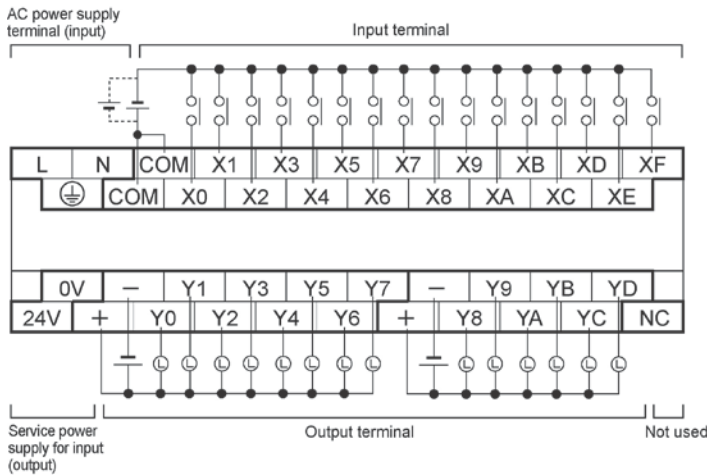 AC power supply
terminal (input)
Input terminal
L N COM X1 X3 X5 X7 X9 XB XD XF
COM X0 X2 X4 X6 X8 XA XC XE
0V − Y1 Y3 Y5 Y7 − Y9 YB YD
24V + Y0 Y2 Y4 Y6 + Y8 YA YC NC
L L L L L L L L L L L L L L
Service power
supply for input
(output)
Output terminal
Not used